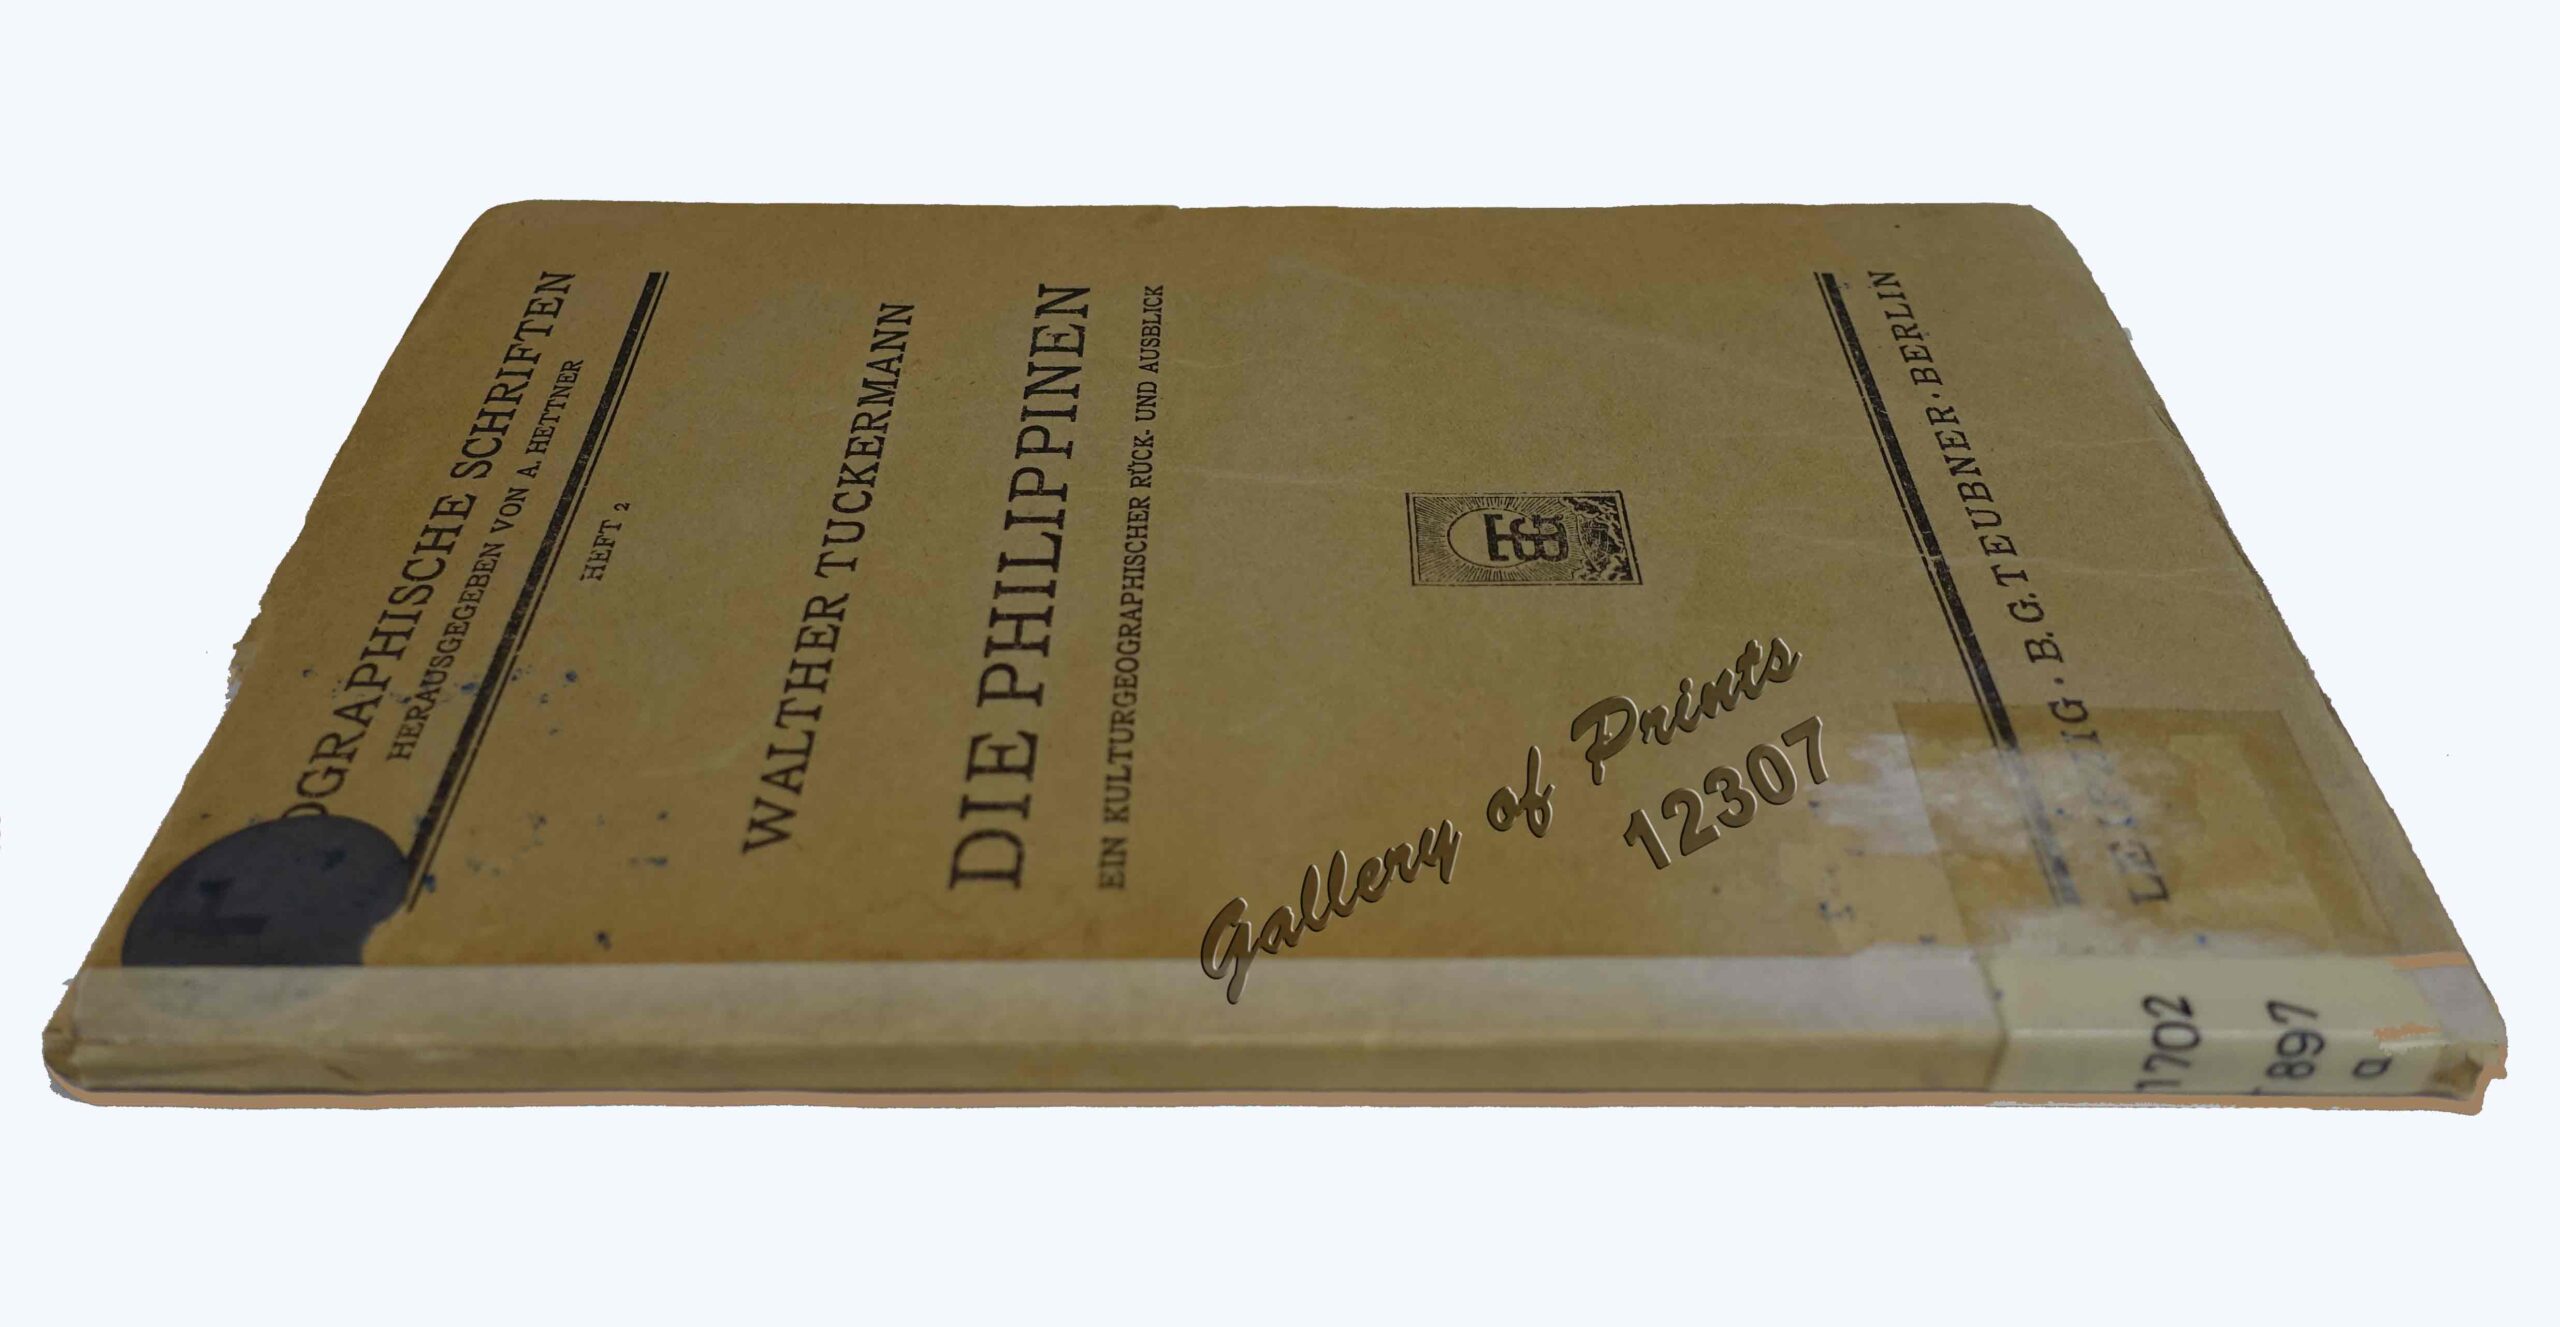 OGRAPHISCHE SCHRIFTEN
HERAUSGEGEBEN VON A. HETTNER
HEFT 2
WALTHER TUCKERMANN
DIE PHILIPPINEN
EIN KULTURGEOGRAPHISCHER RÜCK- UND AUSBLICK
B.G. TEUBNER · BERLIN
Gallery of Prints
12307
F
1702
897
a